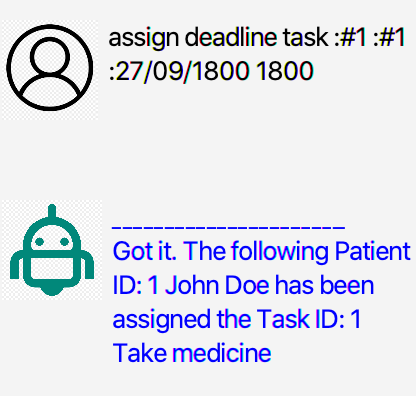 assign deadline task :#1 :#1
:27/09/1800 1800
______________________
Got it. The following Patient
ID: 1 John Doe has been
assigned the Task ID: 1
Take medicine